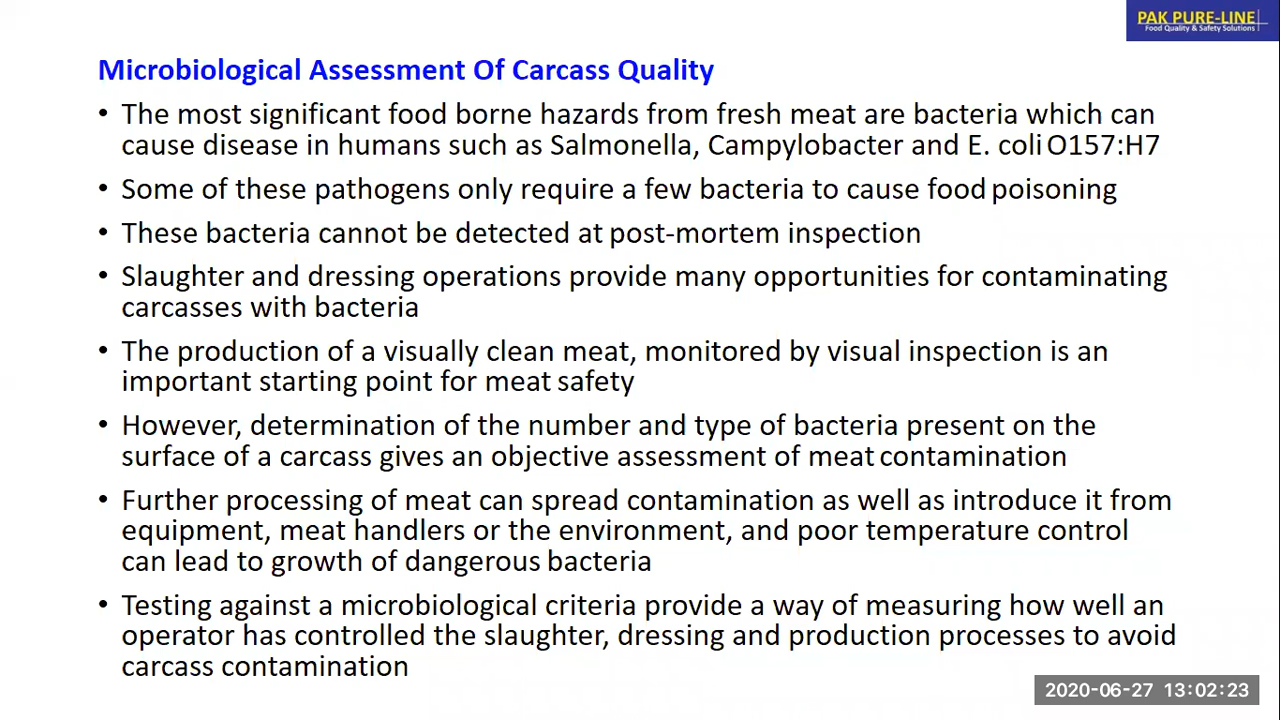 PAK PURE-LINE
Food Quality & Safety Solutions
Microbiological Assessment Of Carcass Quality
• The most significant food borne hazards from fresh meat are bacteria which can
cause disease in humans such as Salmonella, Campylobacter and E. coli O157:H7
• Some of these pathogens only require a few bacteria to cause food poisoning
• These bacteria cannot be detected at post-mortem inspection
• Slaughter and dressing operations provide many opportunities for contaminating
carcasses with bacteria
• The production of a visually clean meat, monitored by visual inspection is an
important starting point for meat safety
• However, determination of the number and type of bacteria present on the
surface of a carcass gives an objective assessment of meat contamination
• Further processing of meat can spread contamination as well as introduce it from
equipment, meat handlers or the environment, and poor temperature control
can lead to growth of dangerous bacteria
• Testing against a microbiological criteria provide a way of measuring how well an
operator has controlled the slaughter, dressing and production processes to avoid
carcass contamination
2020-06-27 13:02:23